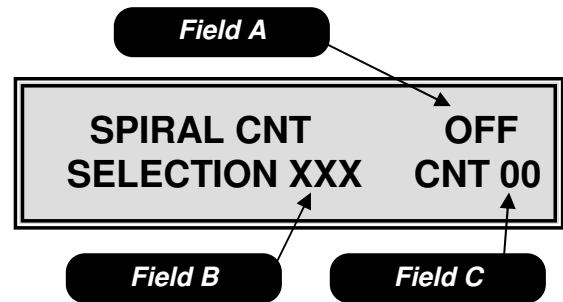 Field A
SPIRAL CNT OFF
SELECTION XXX CNT 00
Field B Field C